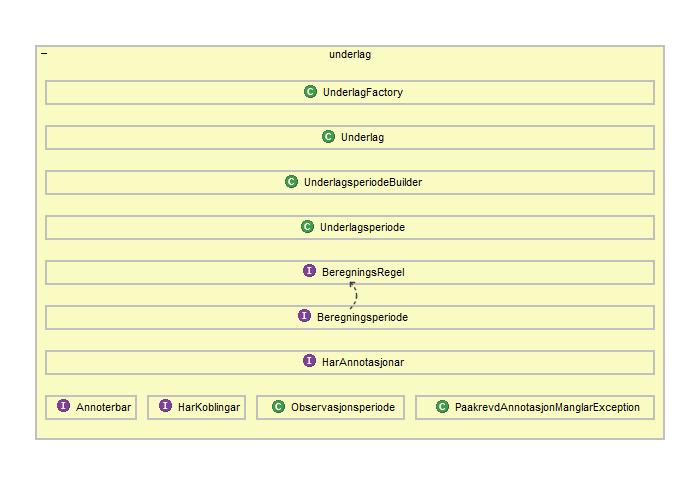 underlag
C UnderlagFactory
C Underlag
C UnderlagsperiodeBuilder
C Underlagsperiode
I BeregningsRegel
I Beregningsperiode
I HarAnnotasjonar
I Annoterbar I HarKoblingar C Observasjonsperiode C PaakrevdAnnotasjonManglarException